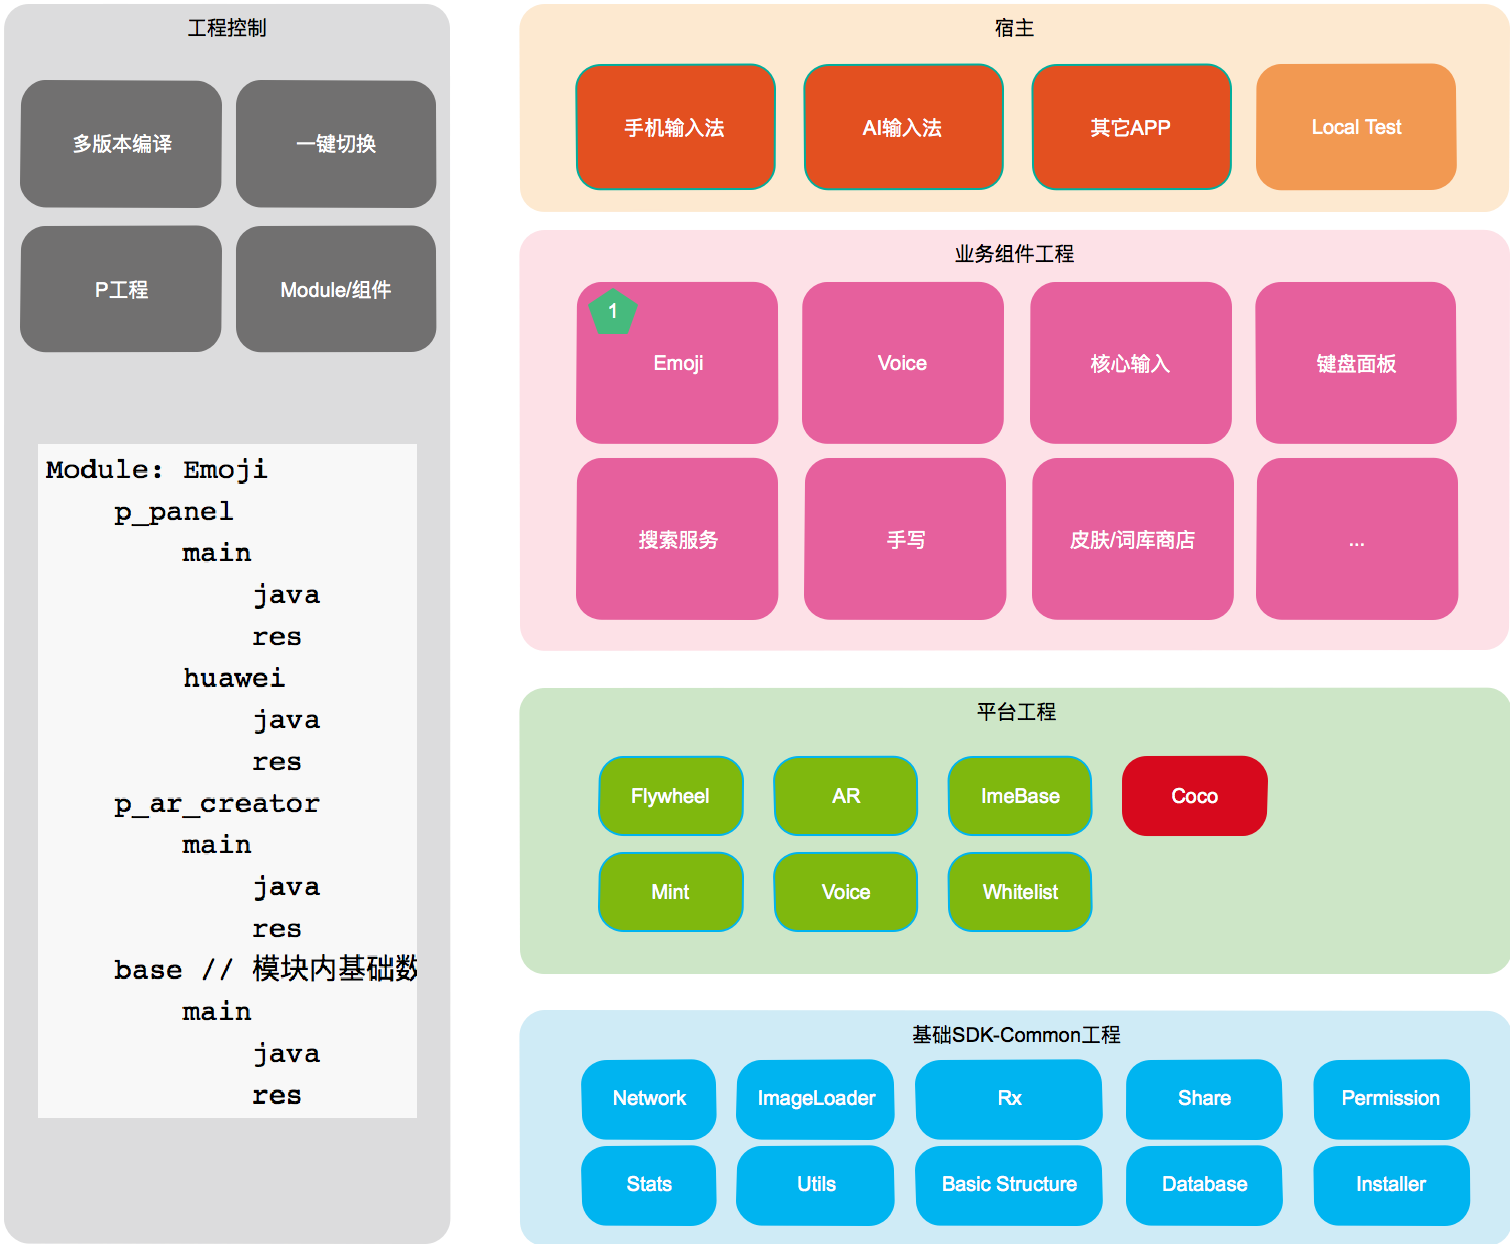 工程控制
多版本编译
一键切换
P工程
Module/组件
Module: Emoji
p_panel
main
java
res
huawei
java
res
p_ar_creator
main
java
res
base // 模块内基础数
main
java
res
宿主
手机输入法
AI输入法
其它APP
Local Test
业务组件工程
1
Emoji
Voice
核心输入
键盘面板
搜索服务
手写
皮肤/词库商店
...
平台工程
Flywheel
AR
ImeBase
Coco
Mint
Voice
Whitelist
基础SDK-Common工程
Network
ImageLoader
Rx
Share
Permission
Stats
Utils
Basic Structure
Database
Installer